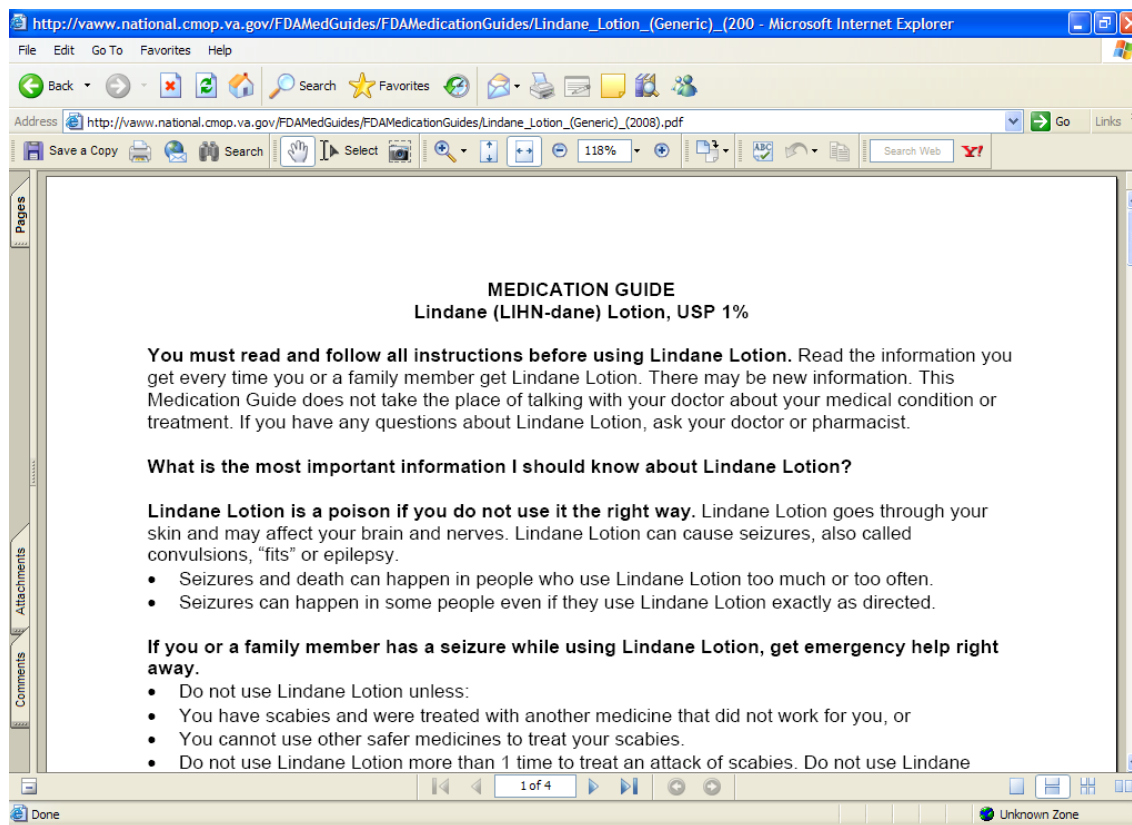 http://vaww.national.cmop.va.gov/FDAMedGuides/FDAMedicationGuides/Lindane_Lotion_(Generic)_(200 - Microsoft Internet Explorer
File Edit Go To Favorites Help
Back Search Favorites
Address http://vaww.national.cmop.va.gov/FDAMedGuides/FDAMedicationGuides/Lindane_Lotion_(Generic)_(2008).pdf Go Links
Save a Copy Search Select 118% ABC Search Web Y!
Pages
Attachments
Comments
MEDICATION GUIDE
Lindane (LIHN-dane) Lotion, USP 1%
You must read and follow all instructions before using Lindane Lotion. Read the information you
get every time you or a family member get Lindane Lotion. There may be new information. This
Medication Guide does not take the place of talking with your doctor about your medical condition or
treatment. If you have any questions about Lindane Lotion, ask your doctor or pharmacist.
What is the most important information I should know about Lindane Lotion?
Lindane Lotion is a poison if you do not use it the right way. Lindane Lotion goes through your
skin and may affect your brain and nerves. Lindane Lotion can cause seizures, also called
convulsions, “fits” or epilepsy.
• Seizures and death can happen in people who use Lindane Lotion too much or too often.
• Seizures can happen in some people even if they use Lindane Lotion exactly as directed.
If you or a family member has a seizure while using Lindane Lotion, get emergency help right
away.
• Do not use Lindane Lotion unless:
• You have scabies and were treated with another medicine that did not work for you, or
• You cannot use other safer medicines to treat your scabies.
• Do not use Lindane Lotion more than 1 time to treat an attack of scabies. Do not use Lindane
1 of 4
Done Unknown Zone